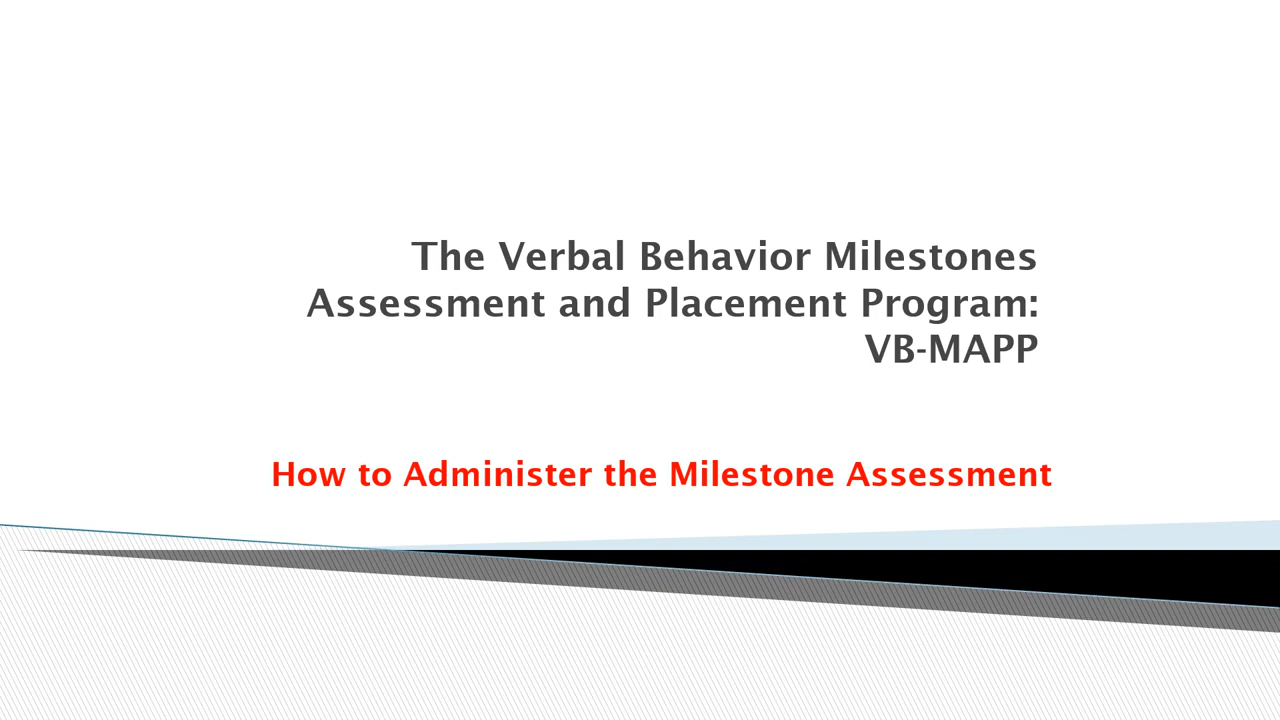 The Verbal Behavior Milestones
Assessment and Placement Program:
VB-MAPP
How to Administer the Milestone Assessment